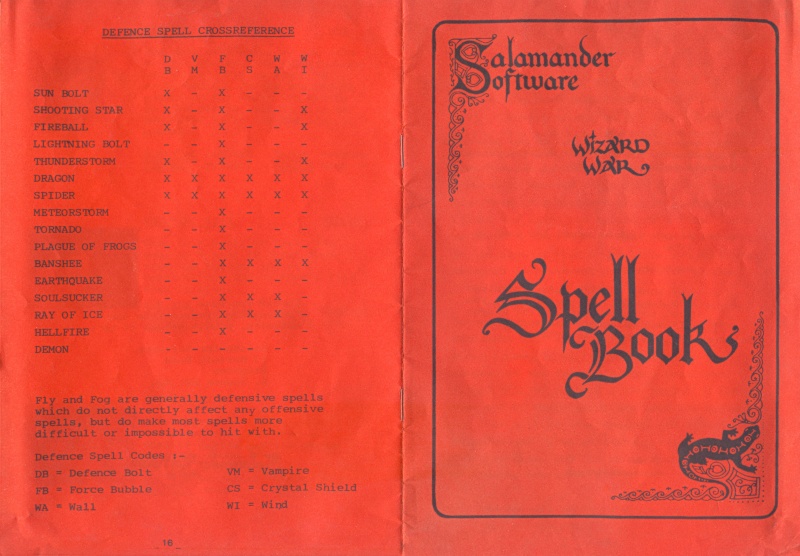 DEFENCE SPELL CROSSREFERENCE
D V F C W W
B M B S A I
SUN BOLT X - X - - -
SHOOTING STAR X - X - - X
FIREBALL X - X - - X
LIGHTNING BOLT - - X - - -
THUNDERSTORM X - X - - X
DRAGON X X X X X X
SPIDER X X X X X X
METEORSTORM - - X - - -
TORNADO - - X - - -
PLAGUE OF FROGS - - X - - -
BANSHEE - - X X X X
EARTHQUAKE - - X - - -
SOULSUCKER - - X X X -
RAY OF ICE - - X X X -
HELLFIRE - - X - - -
DEMON - - - - - -
Fly and Fog are generally defensive spells
which do not directly affect any offensive
spells, but do make most spells more
difficult or impossible to hit with.
Defence Spell Codes :-
DB = Defence Bolt VM = Vampire
FB = Force Bubble CS = Crystal Shield
WA = Wall WI = Wind
16
Salamander
Software
Wizard
War
Spell
Book